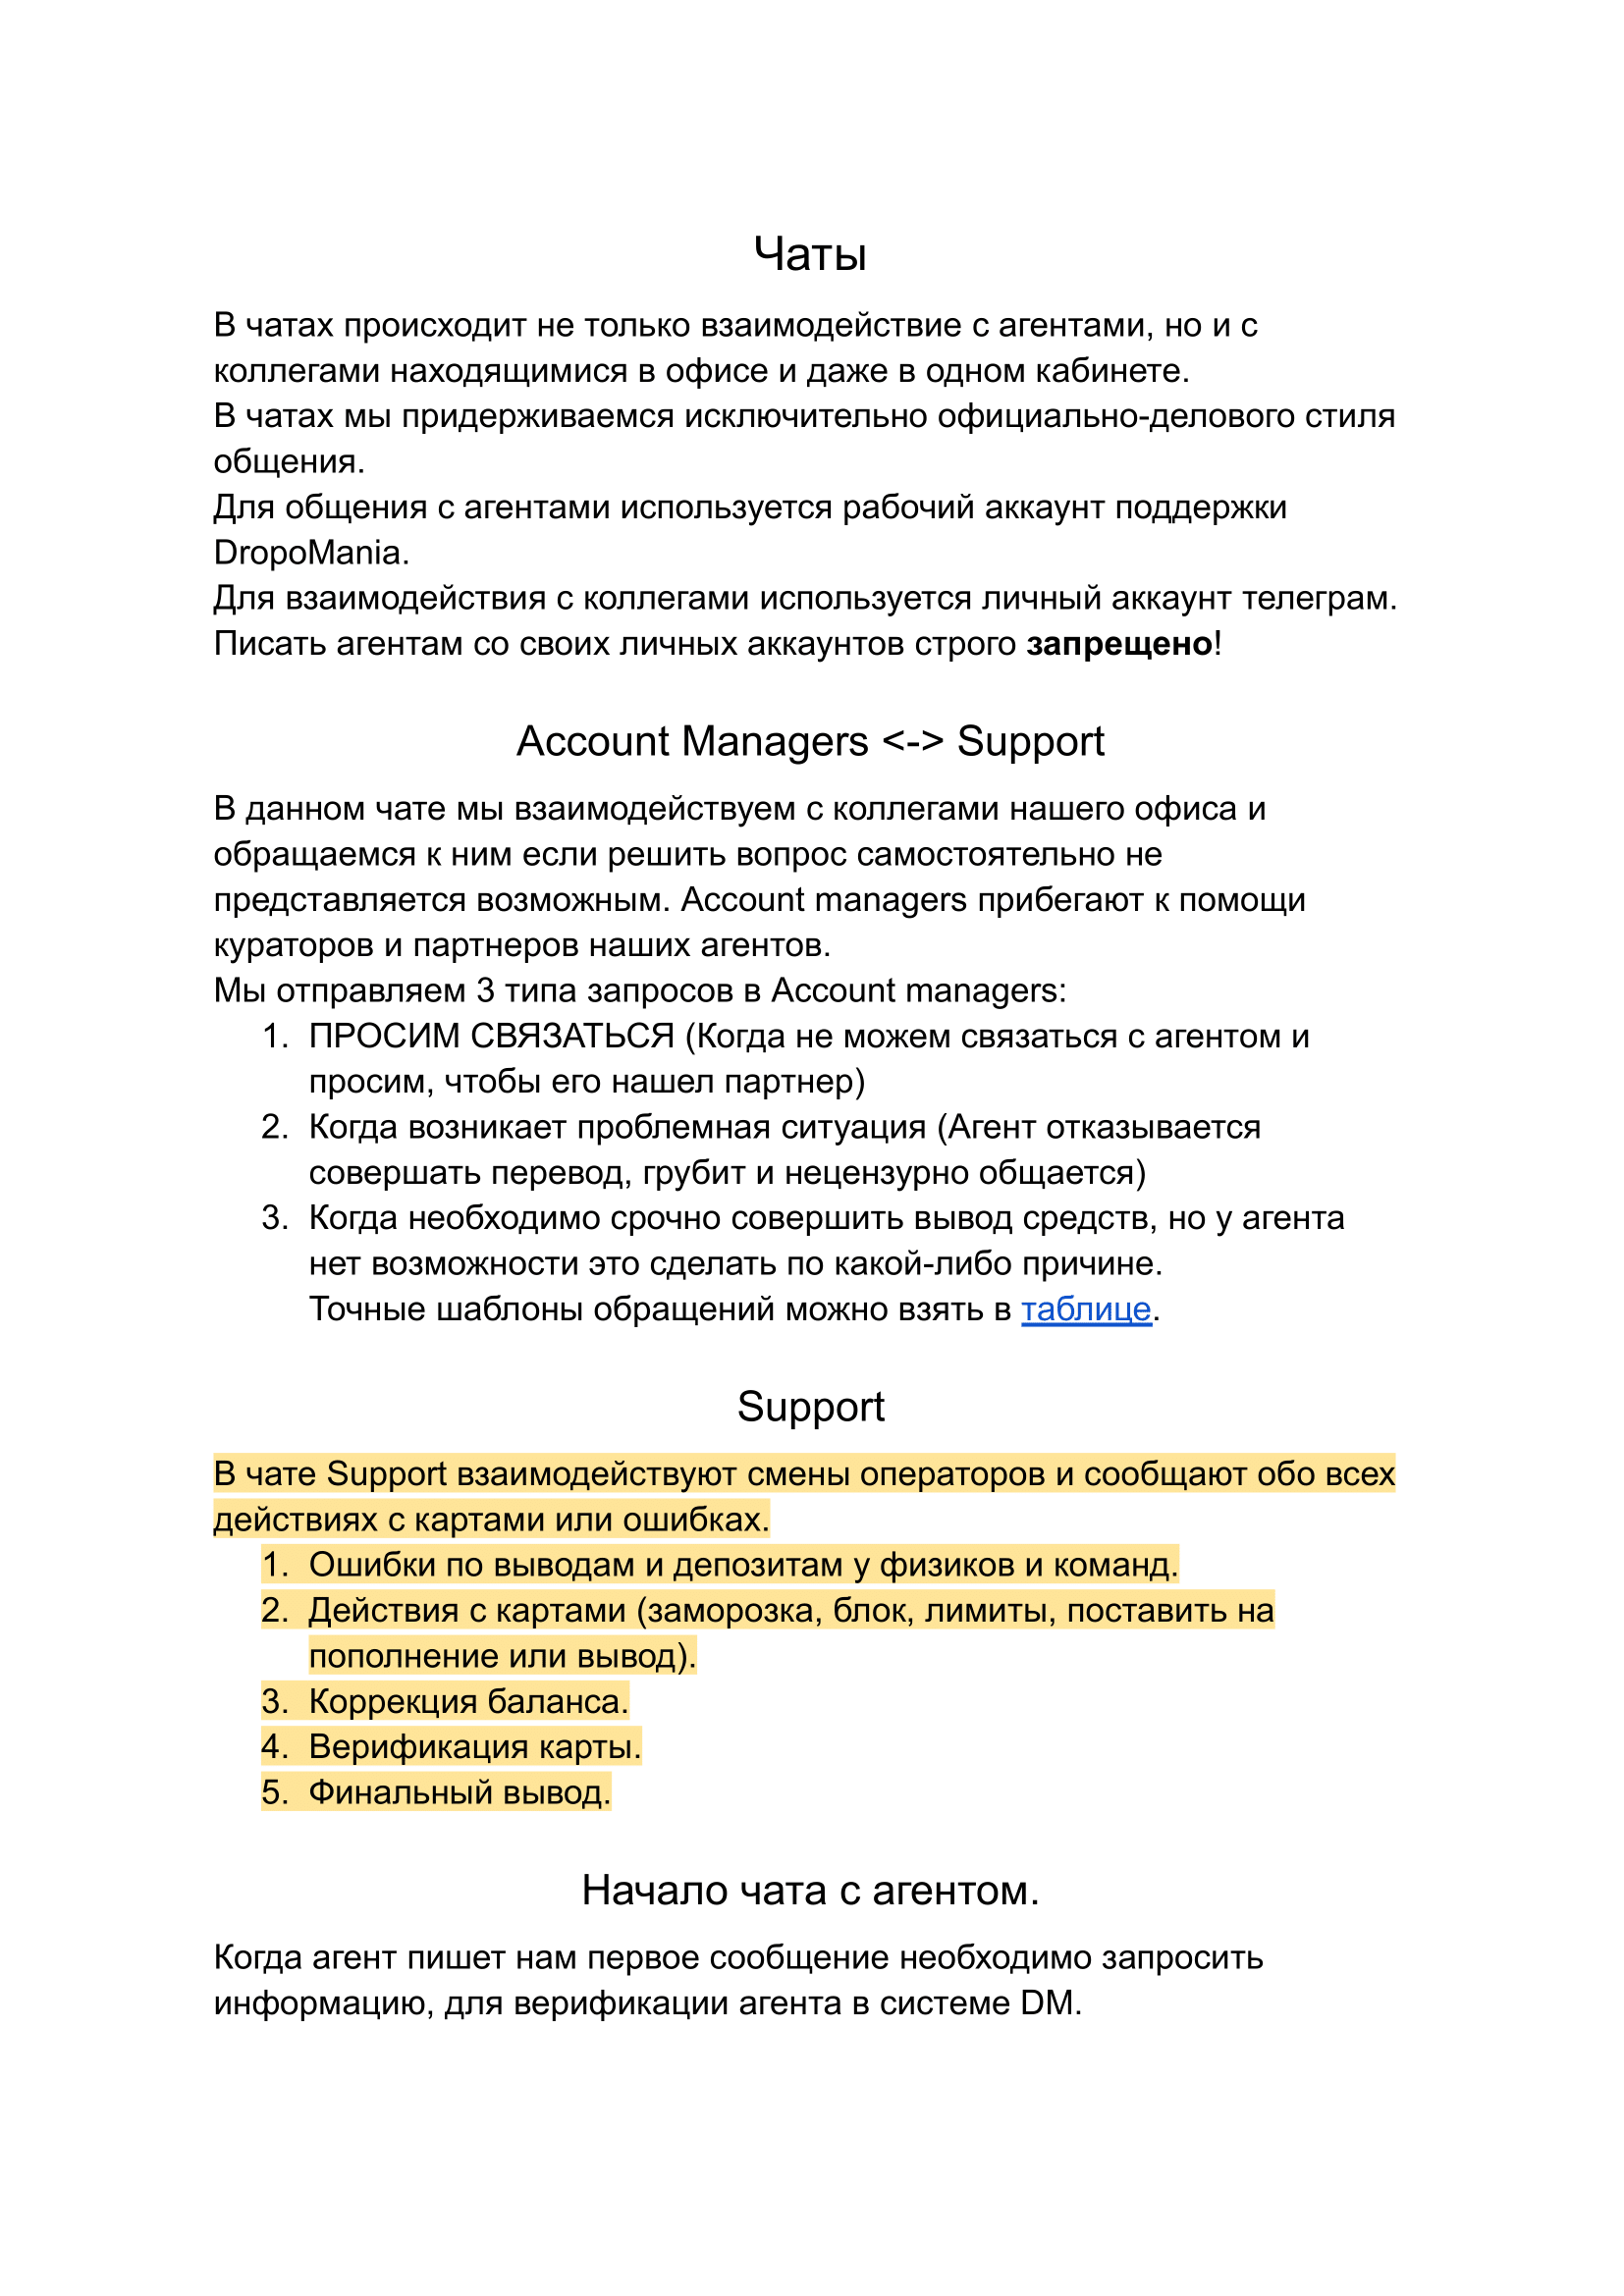 Чаты
В чатах происходит не только взаимодействие с агентами, но и с
коллегами находящимися в офисе и даже в одном кабинете.
В чатах мы придерживаемся исключительно официально-делового стиля
общения.
Для общения с агентами используется рабочий аккаунт поддержки
DropoMania.
Для взаимодействия с коллегами используется личный аккаунт телеграм.
Писать агентам со своих личных аккаунтов строго запрещено!
Account Managers <-> Support
В данном чате мы взаимодействуем с коллегами нашего офиса и
обращаемся к ним если решить вопрос самостоятельно не
представляется возможным. Account managers прибегают к помощи
кураторов и партнеров наших агентов.
Мы отправляем 3 типа запросов в Account managers:
1. ПРОСИМ СВЯЗАТЬСЯ (Когда не можем связаться с агентом и
просим, чтобы его нашел партнер)
2. Когда возникает проблемная ситуация (Агент отказывается
совершать перевод, грубит и нецензурно общается)
3. Когда необходимо срочно совершить вывод средств, но у агента
нет возможности это сделать по какой-либо причине.
Точные шаблоны обращений можно взять в таблице.
Support
В чате Support взаимодействуют смены операторов и сообщают обо всех
действиях с картами или ошибках.
1. Ошибки по выводам и депозитам у физиков и команд.
2. Действия с картами (заморозка, блок, лимиты, поставить на
пополнение или вывод).
3. Коррекция баланса.
4. Верификация карты.
5. Финальный вывод.
Начало чата с агентом.
Когда агент пишет нам первое сообщение необходимо запросить
информацию, для верификации агента в системе DM.